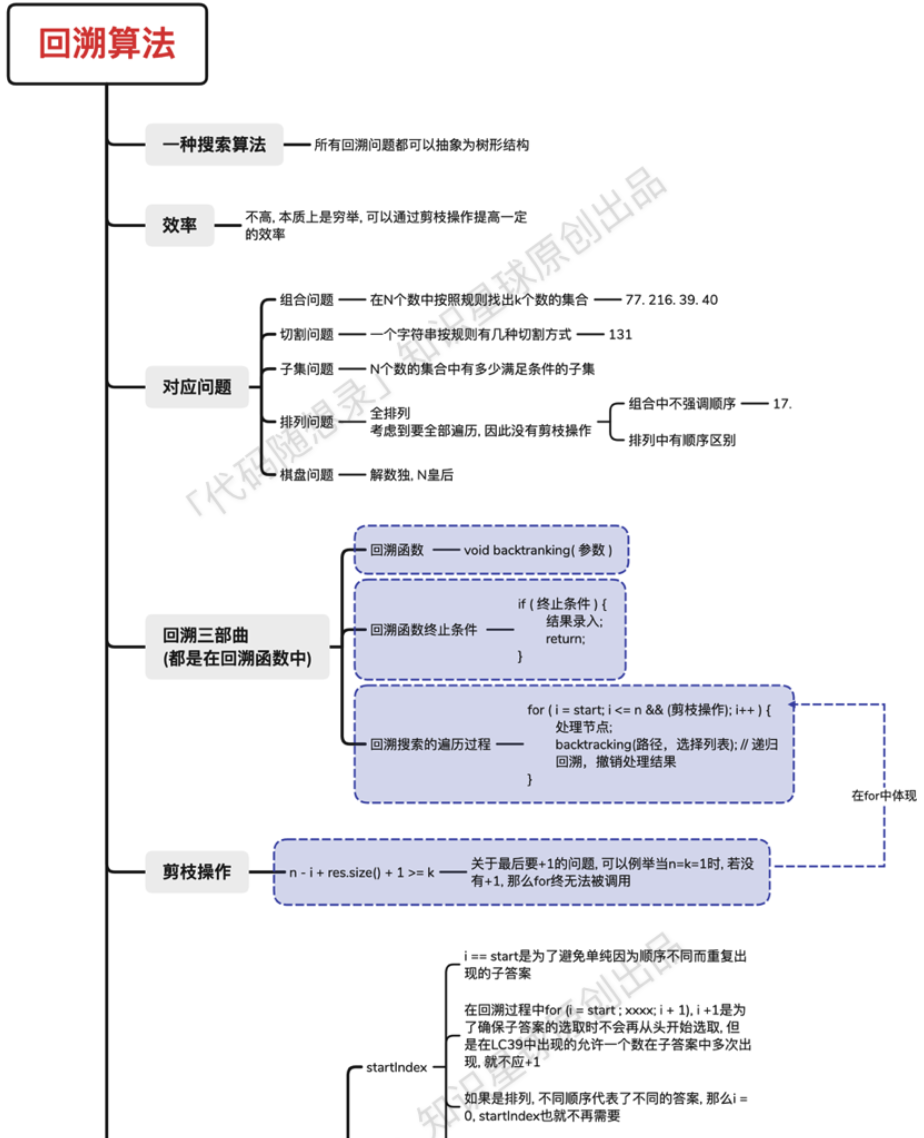 回溯算法
一种搜索算法
所有回溯问题都可以抽象为树形结构
效率
不高, 本质上是穷举, 可以通过剪枝操作提高一定
的效率
对应问题
组合问题
在N个数中按照规则找出k个数的集合
77. 216. 39. 40
切割问题
一个字符串按规则有几种切割方式
131
子集问题
N个数的集合中有多少满足条件的子集
排列问题
全排列
考虑到要全部遍历, 因此没有剪枝操作
组合中不强调顺序
17.
排列中有顺序区别
棋盘问题
解数独, N皇后
「代码随想录」知识星球原创出品
回溯三部曲
(都是在回溯函数中)
回溯函数
void backtranking( 参数 )
回溯函数终止条件
if ( 终止条件 ) {
结果录入;
return;
}
回溯搜索的遍历过程
for ( i = start; i <= n && (剪枝操作); i++ ) {
处理节点;
backtracking(路径，选择列表); // 递归
回溯，撤销处理结果
}
在for中体现
剪枝操作
n - i + res.size() + 1 >= k
关于最后要+1的问题, 可以例举当n=k=1时, 若没
有+1, 那么for终无法被调用
startIndex
i == start是为了避免单纯因为顺序不同而重复出
现的子答案
在回溯过程中for (i = start ; xxxx; i + 1), i +1是为
了确保子答案的选取时不会再从头开始选取, 但
是在LC39中出现的允许一个数在子答案中多次出
现, 就不应+1
如果是排列, 不同顺序代表了不同的答案, 那么i =
0, startIndex也就不再需要
知识星球原创出品